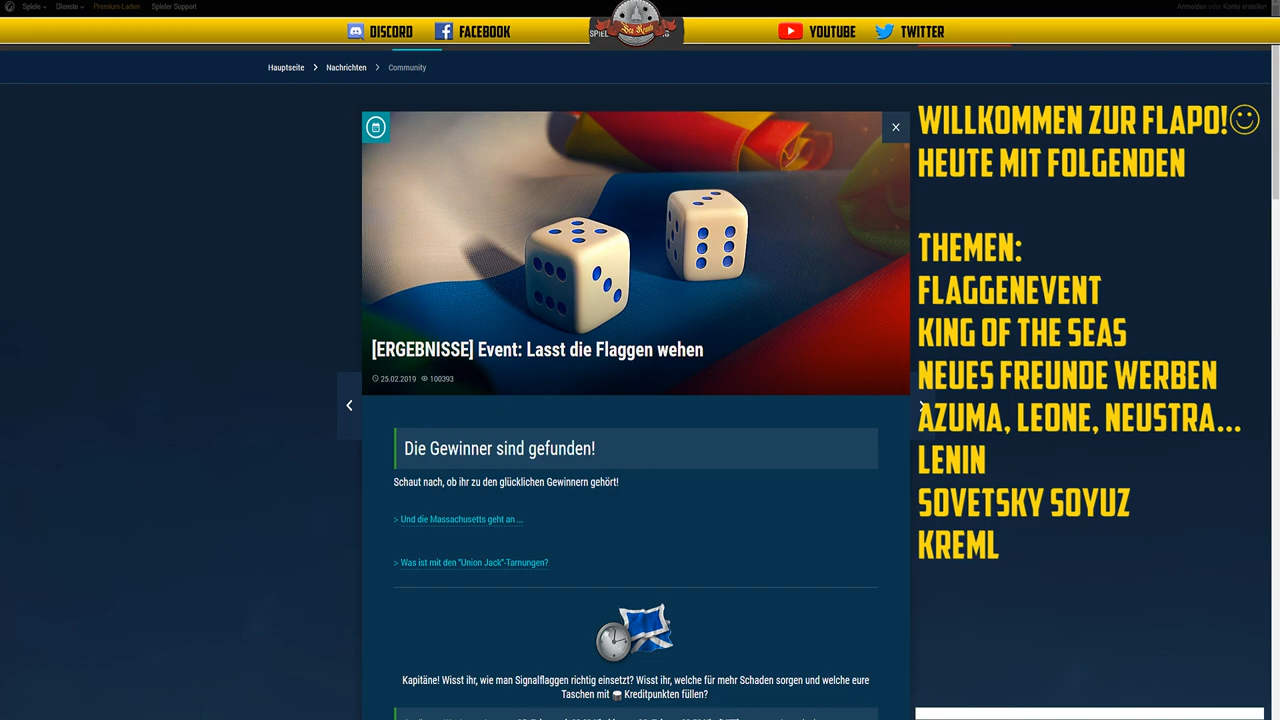 Spiele
Dienste
Premium-Laden
Spieler Support
Anmelden oder Konto erstellen
DISCORD
FACEBOOK
YOUTUBE
TWITTER
Hauptseite
Nachrichten
Community
[ERGEBNISSE] Event: Lasst die Flaggen wehen
25.02.2019 100393
Die Gewinner sind gefunden!
Schaut nach, ob ihr zu den glücklichen Gewinnern gehört!
> Und die Massachusetts geht an ...
> Was ist mit den "Union Jack"-Tarnungen?
Kapitäne! Wisst ihr, wie man Signalflaggen richtig einsetzt? Wisst ihr, welche für mehr Schaden sorgen und welche eure
Taschen mit Kreditpunkten füllen?
WILLKOMMEN ZUR FLAPO!
HEUTE MIT FOLGENDEN
THEMEN:
FLAGGENEVENT
KING OF THE SEAS
NEUES FREUNDE WERBEN
AZUMA, LEONE, NEUSTRA...
LENIN
SOVETSKY SOYUZ
KREML